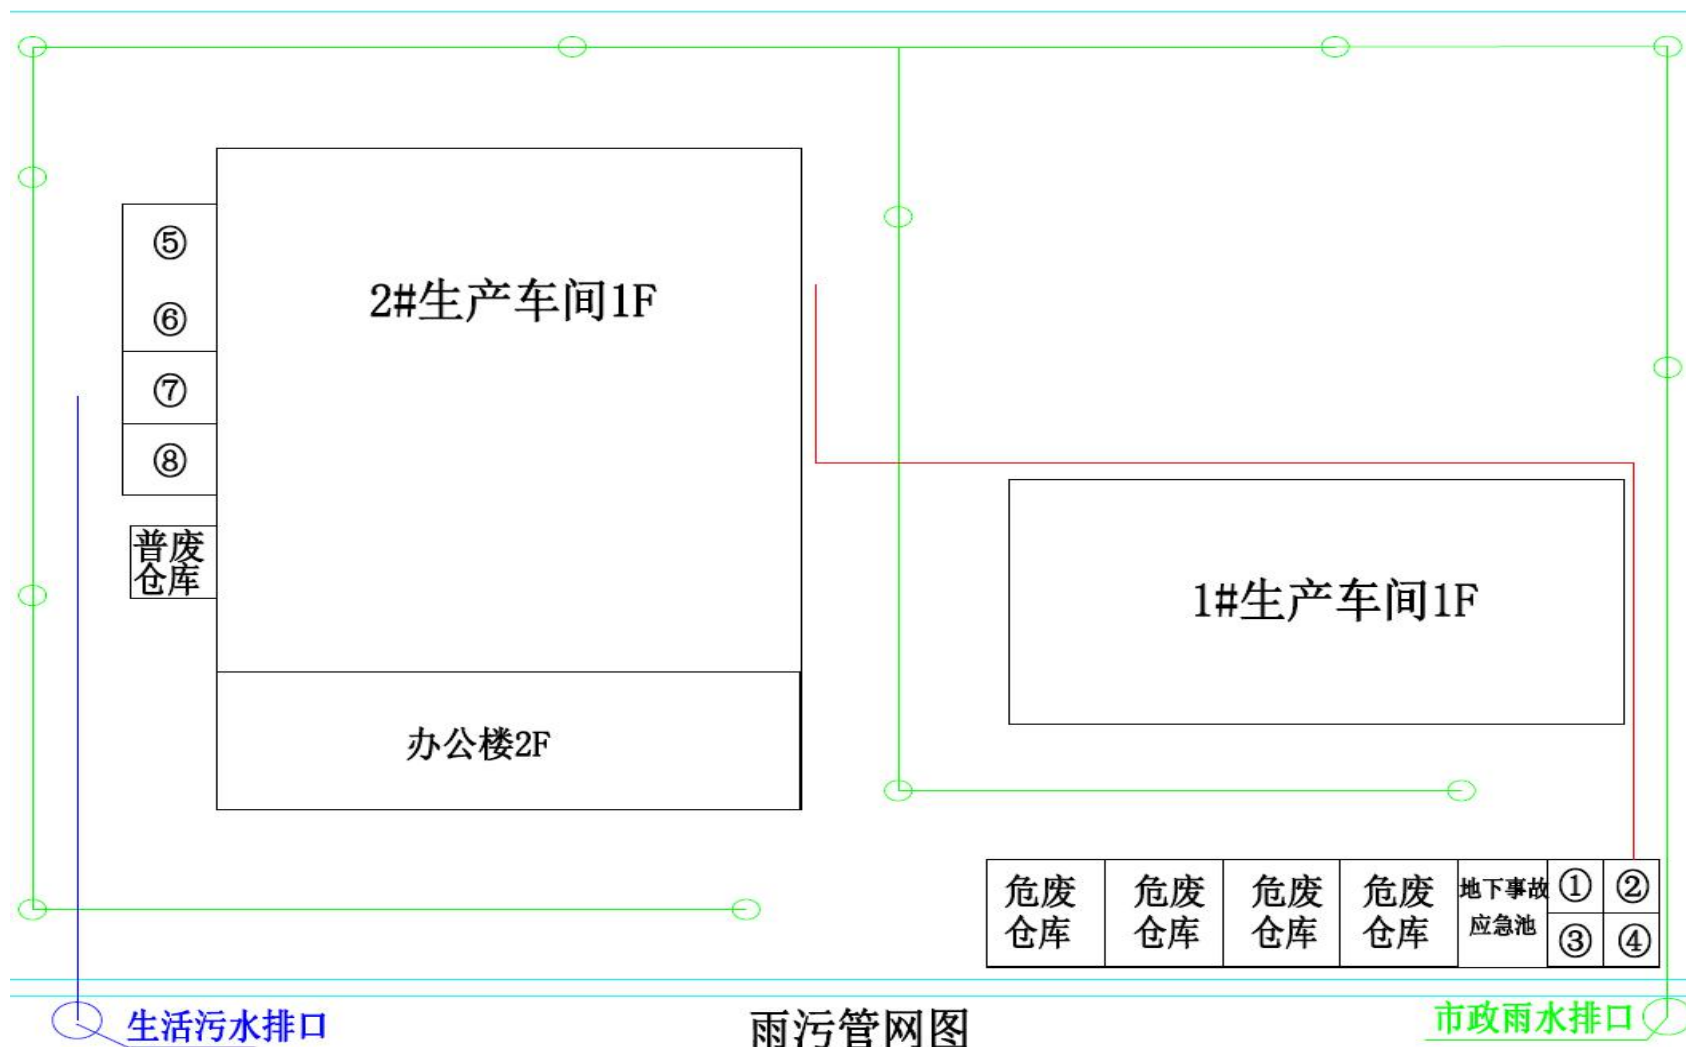 ⑤
⑥
⑦
⑧
2#生产车间1F
普废
仓库
办公楼2F
1#生产车间1F
危废
仓库
危废
仓库
危废
仓库
危废
仓库
地下事故
应急池
①
②
③
④
生活污水排口
雨污管网图
市政雨水排口